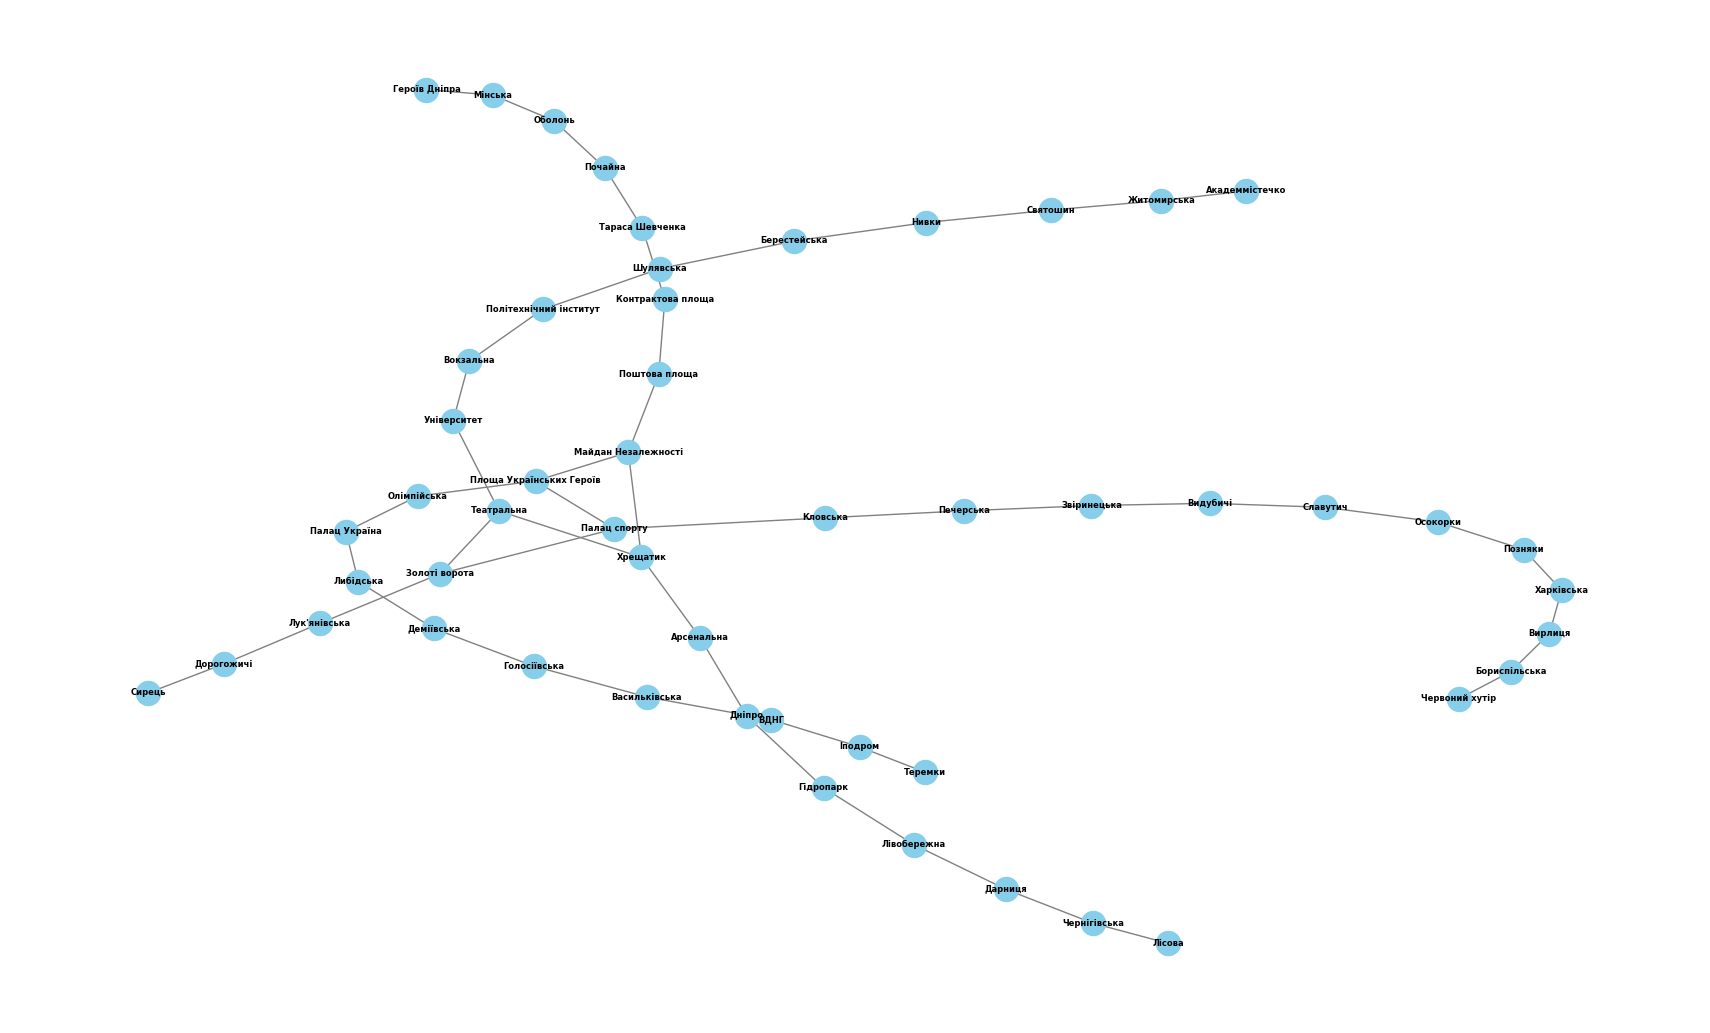 Героїв Дніпра
Мінська
Оболонь
Почайна
Академмістечко
Житомирська
Святошин
Нивки
Тараса Шевченка
Берестейська
Шулявська
Контрактова площа
Політехнічний інститут
Вокзальна
Поштова площа
Університет
Майдан Незалежності
Площа Українських Героїв
Олімпійська
Театральна
Палац Україна
Палац спорту
Кловська
Печерська
Звіринецька
Видубичі
Славутич
Осокорки
Позняки
Хрещатик
Золоті ворота
Либідська
Харківська
Лук'янівська
Деміївська
Арсенальна
Вирлиця
Дорогожичі
Голосіївська
Бориспільська
Сирець
Васильківська
Червоний хутір
Дніпро
ВДНГ
Іподром
Теремки
Гідропарк
Лівобережна
Дарниця
Чернігівська
Лісова